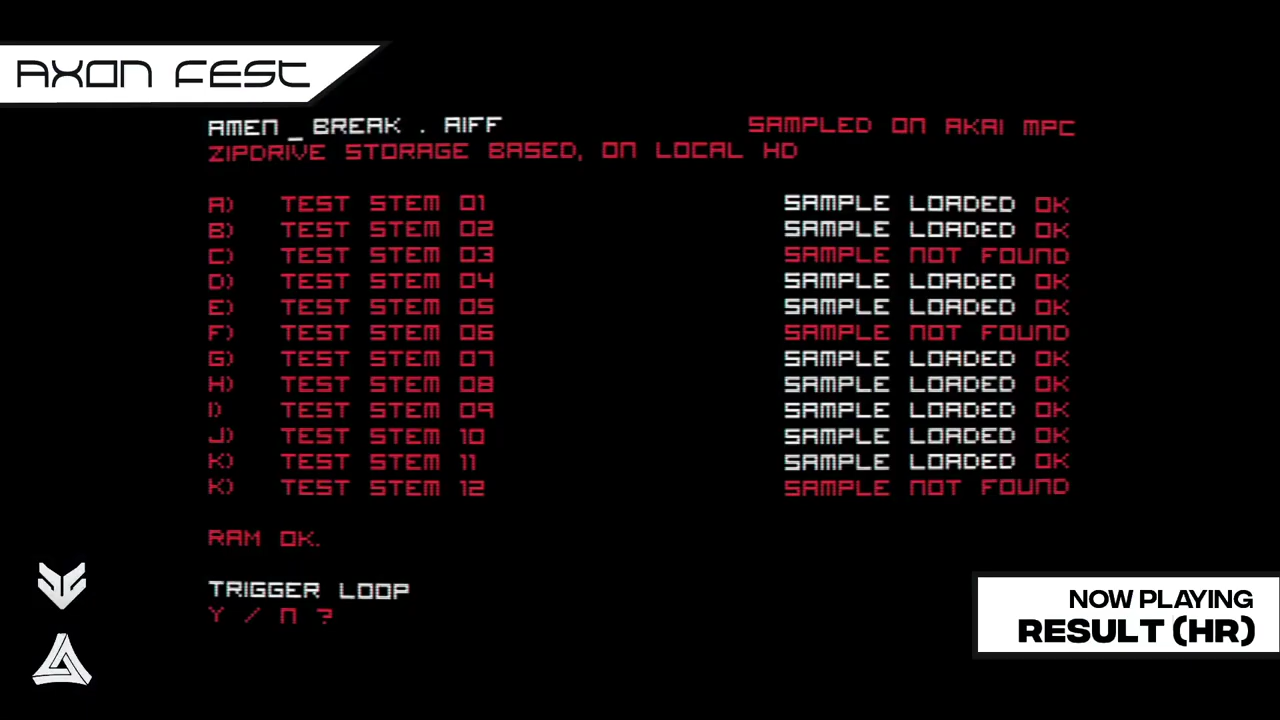 AXON FEST
AMEN _ BREAK . AIFF SAMPLED ON AKAI MPC
ZIPDRIVE STORAGE BASED, ON LOCAL HD
A) TEST STEM 01 SAMPLE LOADED OK
B) TEST STEM 02 SAMPLE LOADED OK
C) TEST STEM 03 SAMPLE NOT FOUND
D) TEST STEM 04 SAMPLE LOADED OK
E) TEST STEM 05 SAMPLE LOADED OK
F) TEST STEM 06 SAMPLE NOT FOUND
G) TEST STEM 07 SAMPLE LOADED OK
H) TEST STEM 08 SAMPLE LOADED OK
I) TEST STEM 09 SAMPLE LOADED OK
J) TEST STEM 10 SAMPLE LOADED OK
K) TEST STEM 11 SAMPLE LOADED OK
K) TEST STEM 12 SAMPLE NOT FOUND
RAM OK.
TRIGGER LOOP
Y / N ?
NOW PLAYING
RESULT (HR)